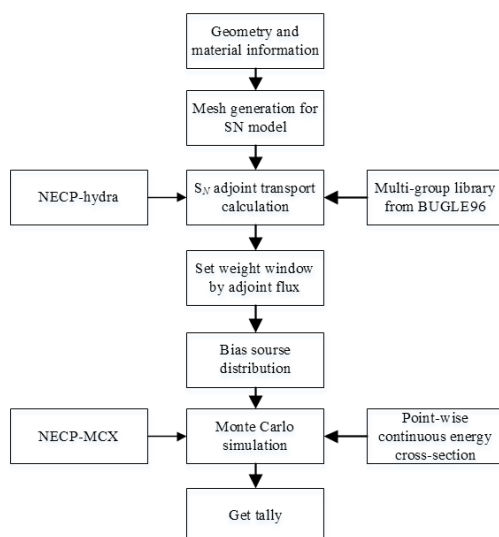 Geometry and
material information
Mesh generation for
SN model
NECP-hydra
SN adjoint transport
calculation
Multi-group library
from BUGLE96
Set weight window
by adjoint flux
Bias sourse
distribution
NECP-MCX
Monte Carlo
simulation
Point-wise
continuous energy
cross-section
Get tally